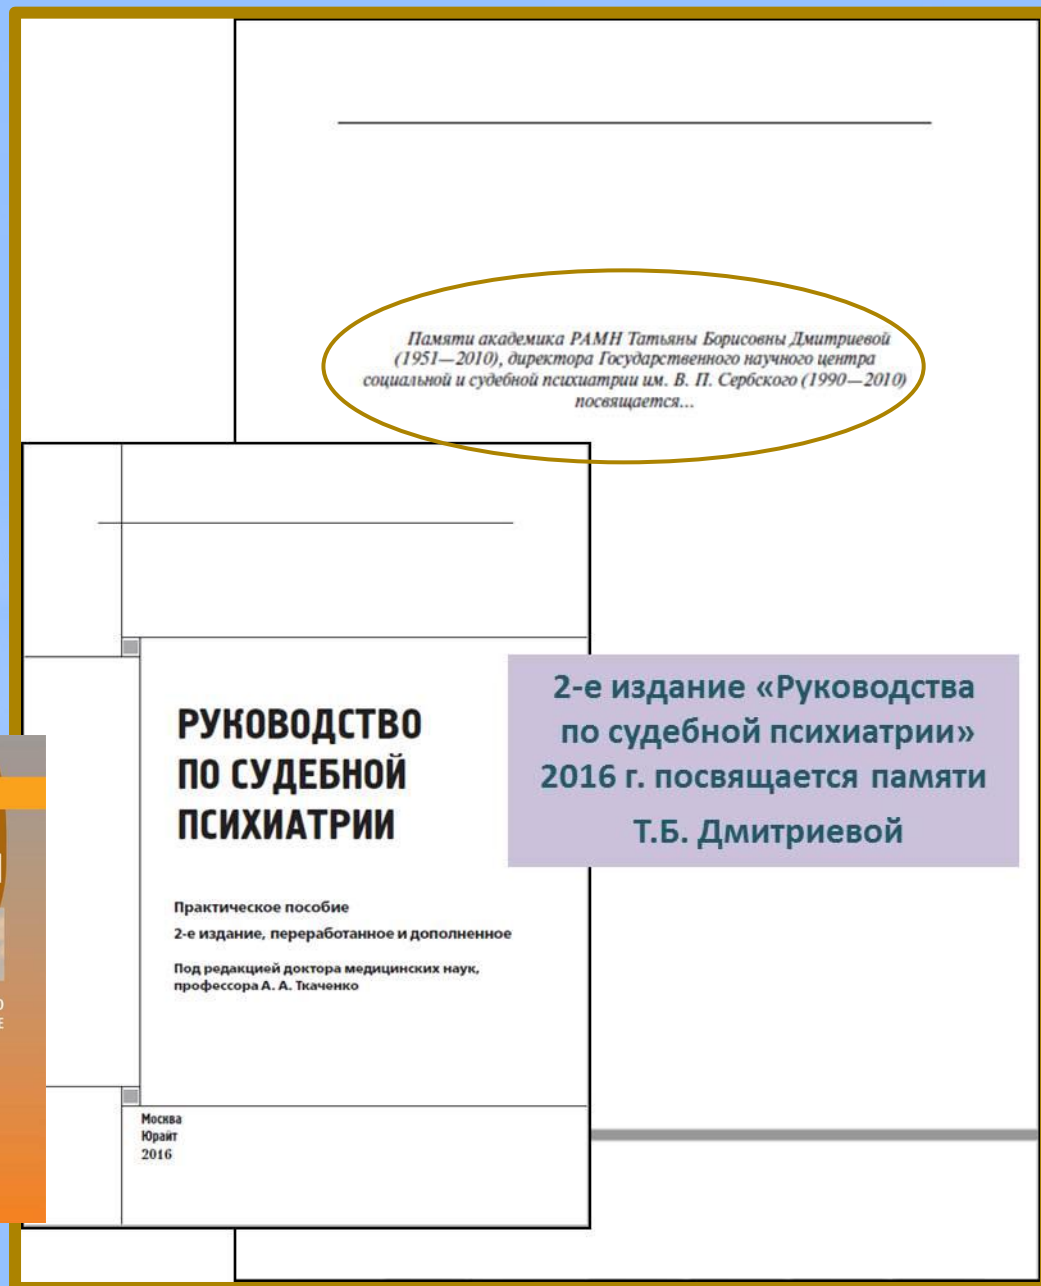 Памяти академика РАМН Татьяны Борисовны Дмитриевой
(1951—2010), директора Государственного научного центра
социальной и судебной психиатрии им. В. П. Сербского (1990—2010)
посвящается...
РУКОВОДСТВО
ПО СУДЕБНОЙ
ПСИХИАТРИИ
Практическое пособие
2-е издание, переработанное и дополненное
Под редакцией доктора медицинских наук,
профессора А. А. Ткаченко
Москва
Юрайт
2016
2-е издание «Руководства
по судебной психиатрии»
2016 г. посвящается памяти
Т.Б. Дмитриевой